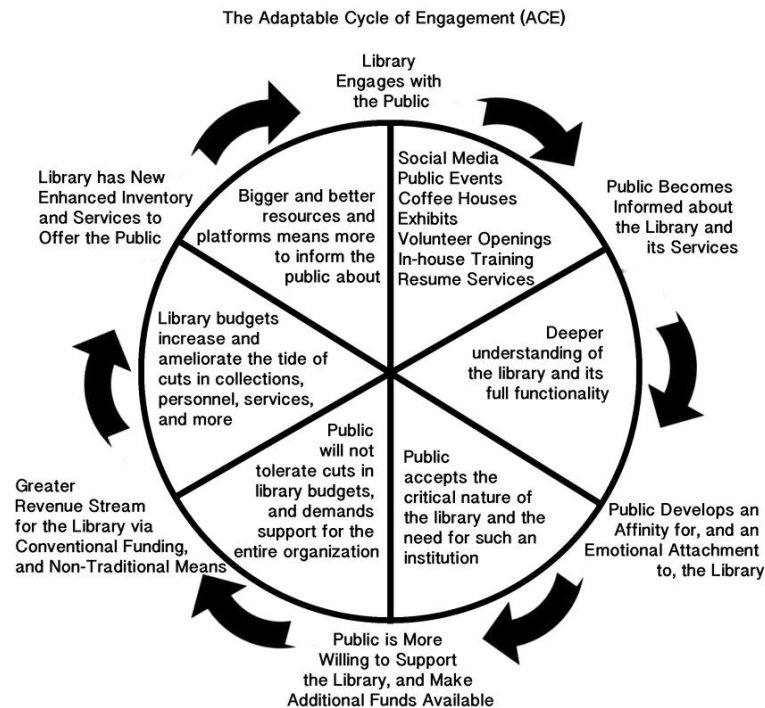 The Adaptable Cycle of Engagement (ACE)
Library
Engages with
the Public
Social Media
Public Events
Coffee Houses
Exhibits
Volunteer Openings
In-house Training
Resume Services
Public Becomes
Informed about
the Library and
its Services
Deeper
understanding of
the library and its
full functionality
Public Develops an
Affinity for, and an
Emotional Attachment
to, the Library
Public
accepts the
critical nature of
the library and the
need for such an
institution
Public is More
Willing to Support
the Library, and Make
Additional Funds Available
Public
will not
tolerate cuts in
library budgets,
and demands
support for the
entire organization
Greater
Revenue Stream
for the Library via
Conventional Funding,
and Non-Traditional Means
Library budgets
increase and
ameliorate the tide of
cuts in collections,
personnel, services,
and more
Library has New
Enhanced Inventory
and Services to
Offer the Public
Bigger and better
resources and
platforms means more
to inform the
public about